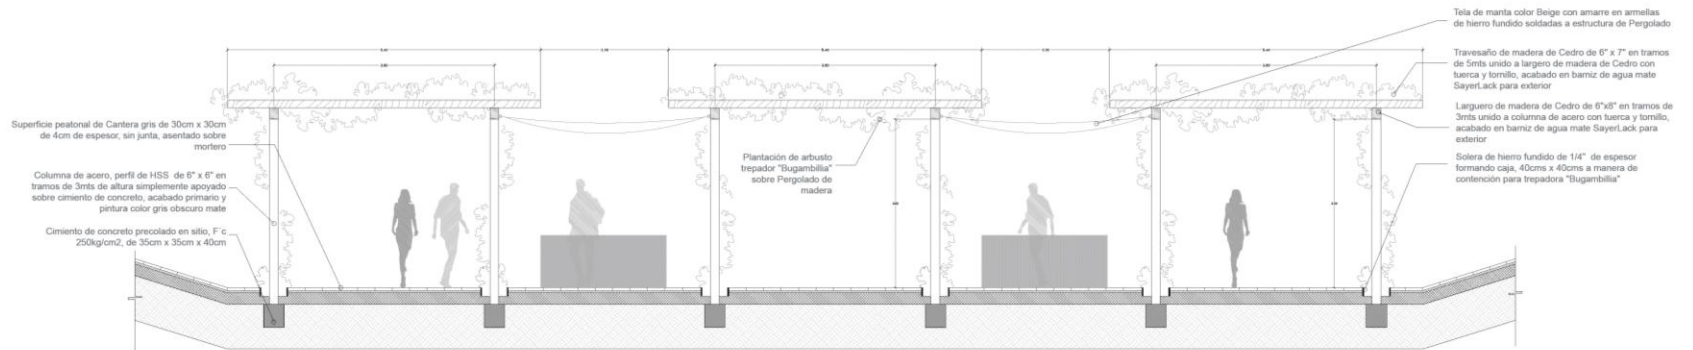 Tela de manta color Beige con amarre en armellas
de hierro fundido soldadas a estructura de Pergolado
Travesaño de madera de Cedro de 6" x 7" en tramos
de 5mts unido a largero de madera de Cedro con
tuerca y tornillo, acabado en barniz de agua mate
SayerLack para exterior
Larguero de madera de Cedro de 6"x8" en tramos de
3mts unido a columna de acero con tuerca y tornillo,
acabado en barniz de agua mate SayerLack para
exterior
Solera de hierro fundido de 1/4" de espesor
formando caja, 40cms x 40cms a manera de
contención para trepadora "Bugambillia"
Superficie peatonal de Cantera gris de 30cm x 30cm
de 4cm de espesor, sin junta, asentado sobre
mortero
Columna de acero, perfil de HSS de 6" x 6" en
tramos de 3mts de altura simplemente apoyado
sobre cimiento de concreto, acabado primario y
pintura color gris obscuro mate
Cimiento de concreto precolado en sitio, F´c
250kg/cm2, de 35cm x 35cm x 40cm
Plantación de arbusto
trepador "Bugambillia"
sobre Pergolado de
madera